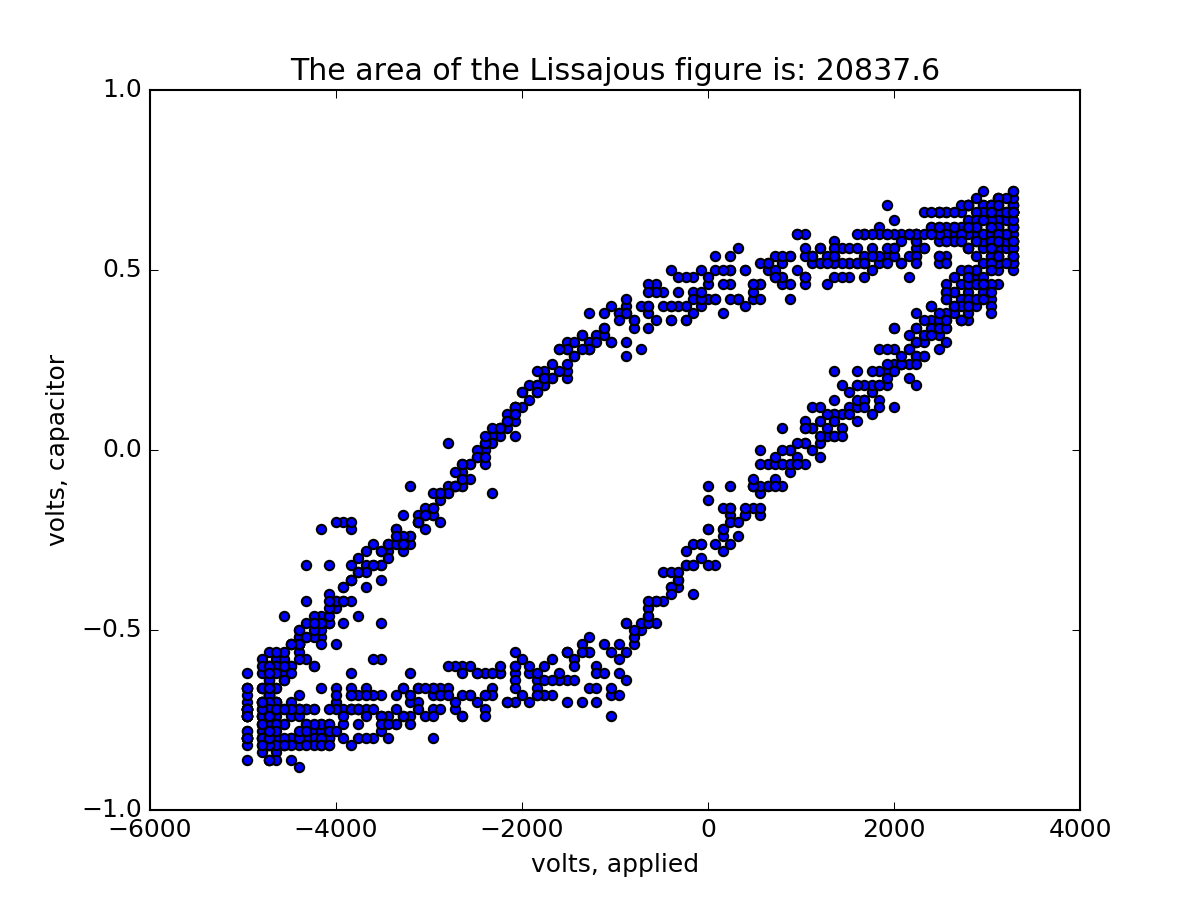 The area of the Lissajous figure is: 20837.6
1.0
0.5
0.0
−0.5
−1.0
volts, capacitor
−6000 −4000 −2000 0 2000 4000
volts, applied